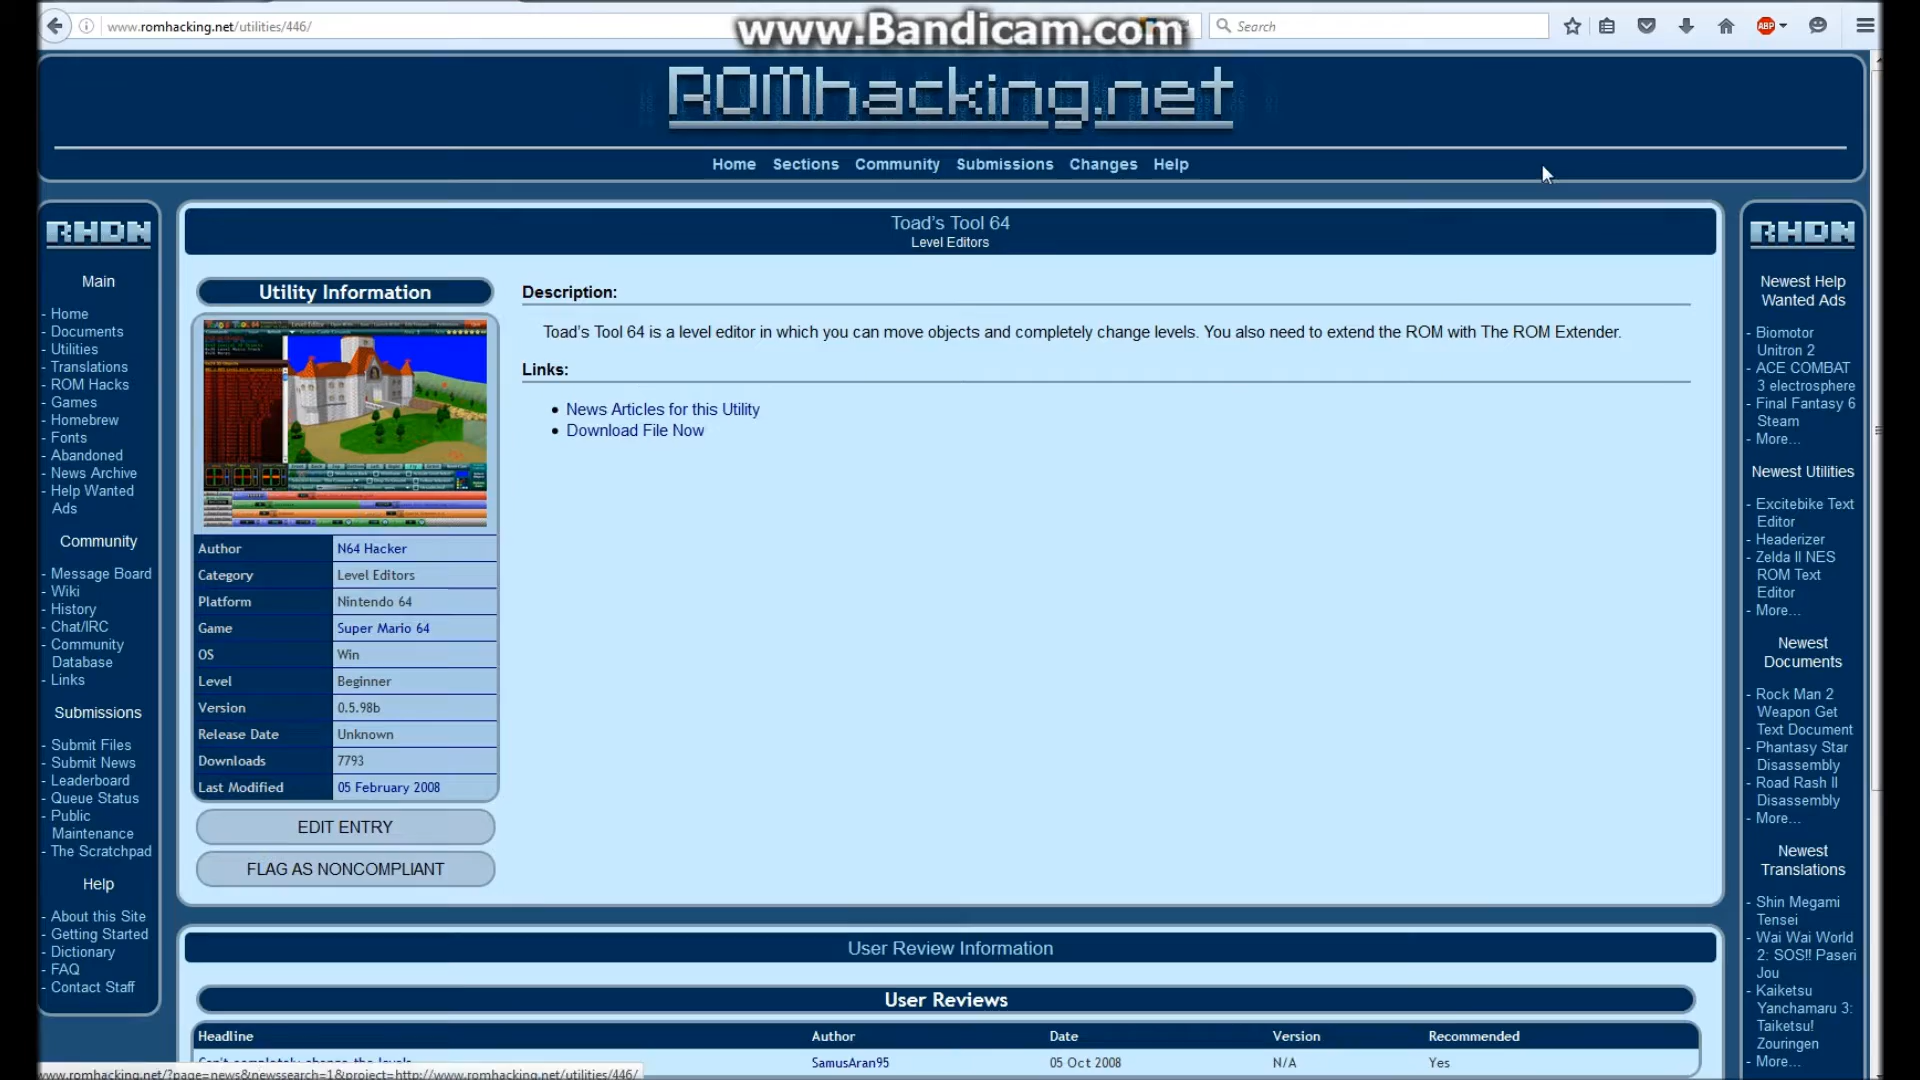 www.romhacking.net/utilities/446/
www.Bandicam.com
Search
ABP
ROMhacking.net
Home Sections Community Submissions Changes Help
RHDN
Main
- Home
- Documents
- Utilities
- Translations
- ROM Hacks
- Games
- Homebrew
- Fonts
- Abandoned
- News Archive
- Help Wanted
Ads
Community
- Message Board
- Wiki
- History
- Chat/IRC
- Community
Database
- Links
Submissions
- Submit Files
- Submit News
- Leaderboard
- Queue Status
- Public
Maintenance
- The Scratchpad
Help
- About this Site
- Getting Started
- Dictionary
- FAQ
- Contact Staff
Toad's Tool 64
Level Editors
Utility Information
Author N64 Hacker
Category Level Editors
Platform Nintendo 64
Game Super Mario 64
OS Win
Level Beginner
Version 0.5.98b
Release Date Unknown
Downloads 7793
Last Modified 05 February 2008
EDIT ENTRY
FLAG AS NONCOMPLIANT
Description:
Toad's Tool 64 is a level editor in which you can move objects and completely change levels. You also need to extend the ROM with The ROM Extender.
Links:
• News Articles for this Utility
• Download File Now
User Review Information
User Reviews
Headline Author Date Version Recommended
Can't completely change the levels SamusAran95 05 Oct 2008 N/A Yes
www.romhacking.net/?page=news&newssearch=1&project=http://www.romhacking.net/utilities/446/
RHDN
Newest Help
Wanted Ads
- Biomotor
Unitron 2
- ACE COMBAT
3 electrosphere
- Final Fantasy 6
Steam
- More...
Newest Utilities
- Excitebike Text
Editor
- Headerizer
- Zelda II NES
ROM Text
Editor
- More...
Newest
Documents
- Rock Man 2
Weapon Get
Text Document
- Phantasy Star
Disassembly
- Road Rash II
Disassembly
- More...
Newest
Translations
- Shin Megami
Tensei
- Wai Wai World
2: SOS!! Paseri
Jou
- Kaiketsu
Yanchamaru 3:
Taiketsu!
Zouringen
- More...